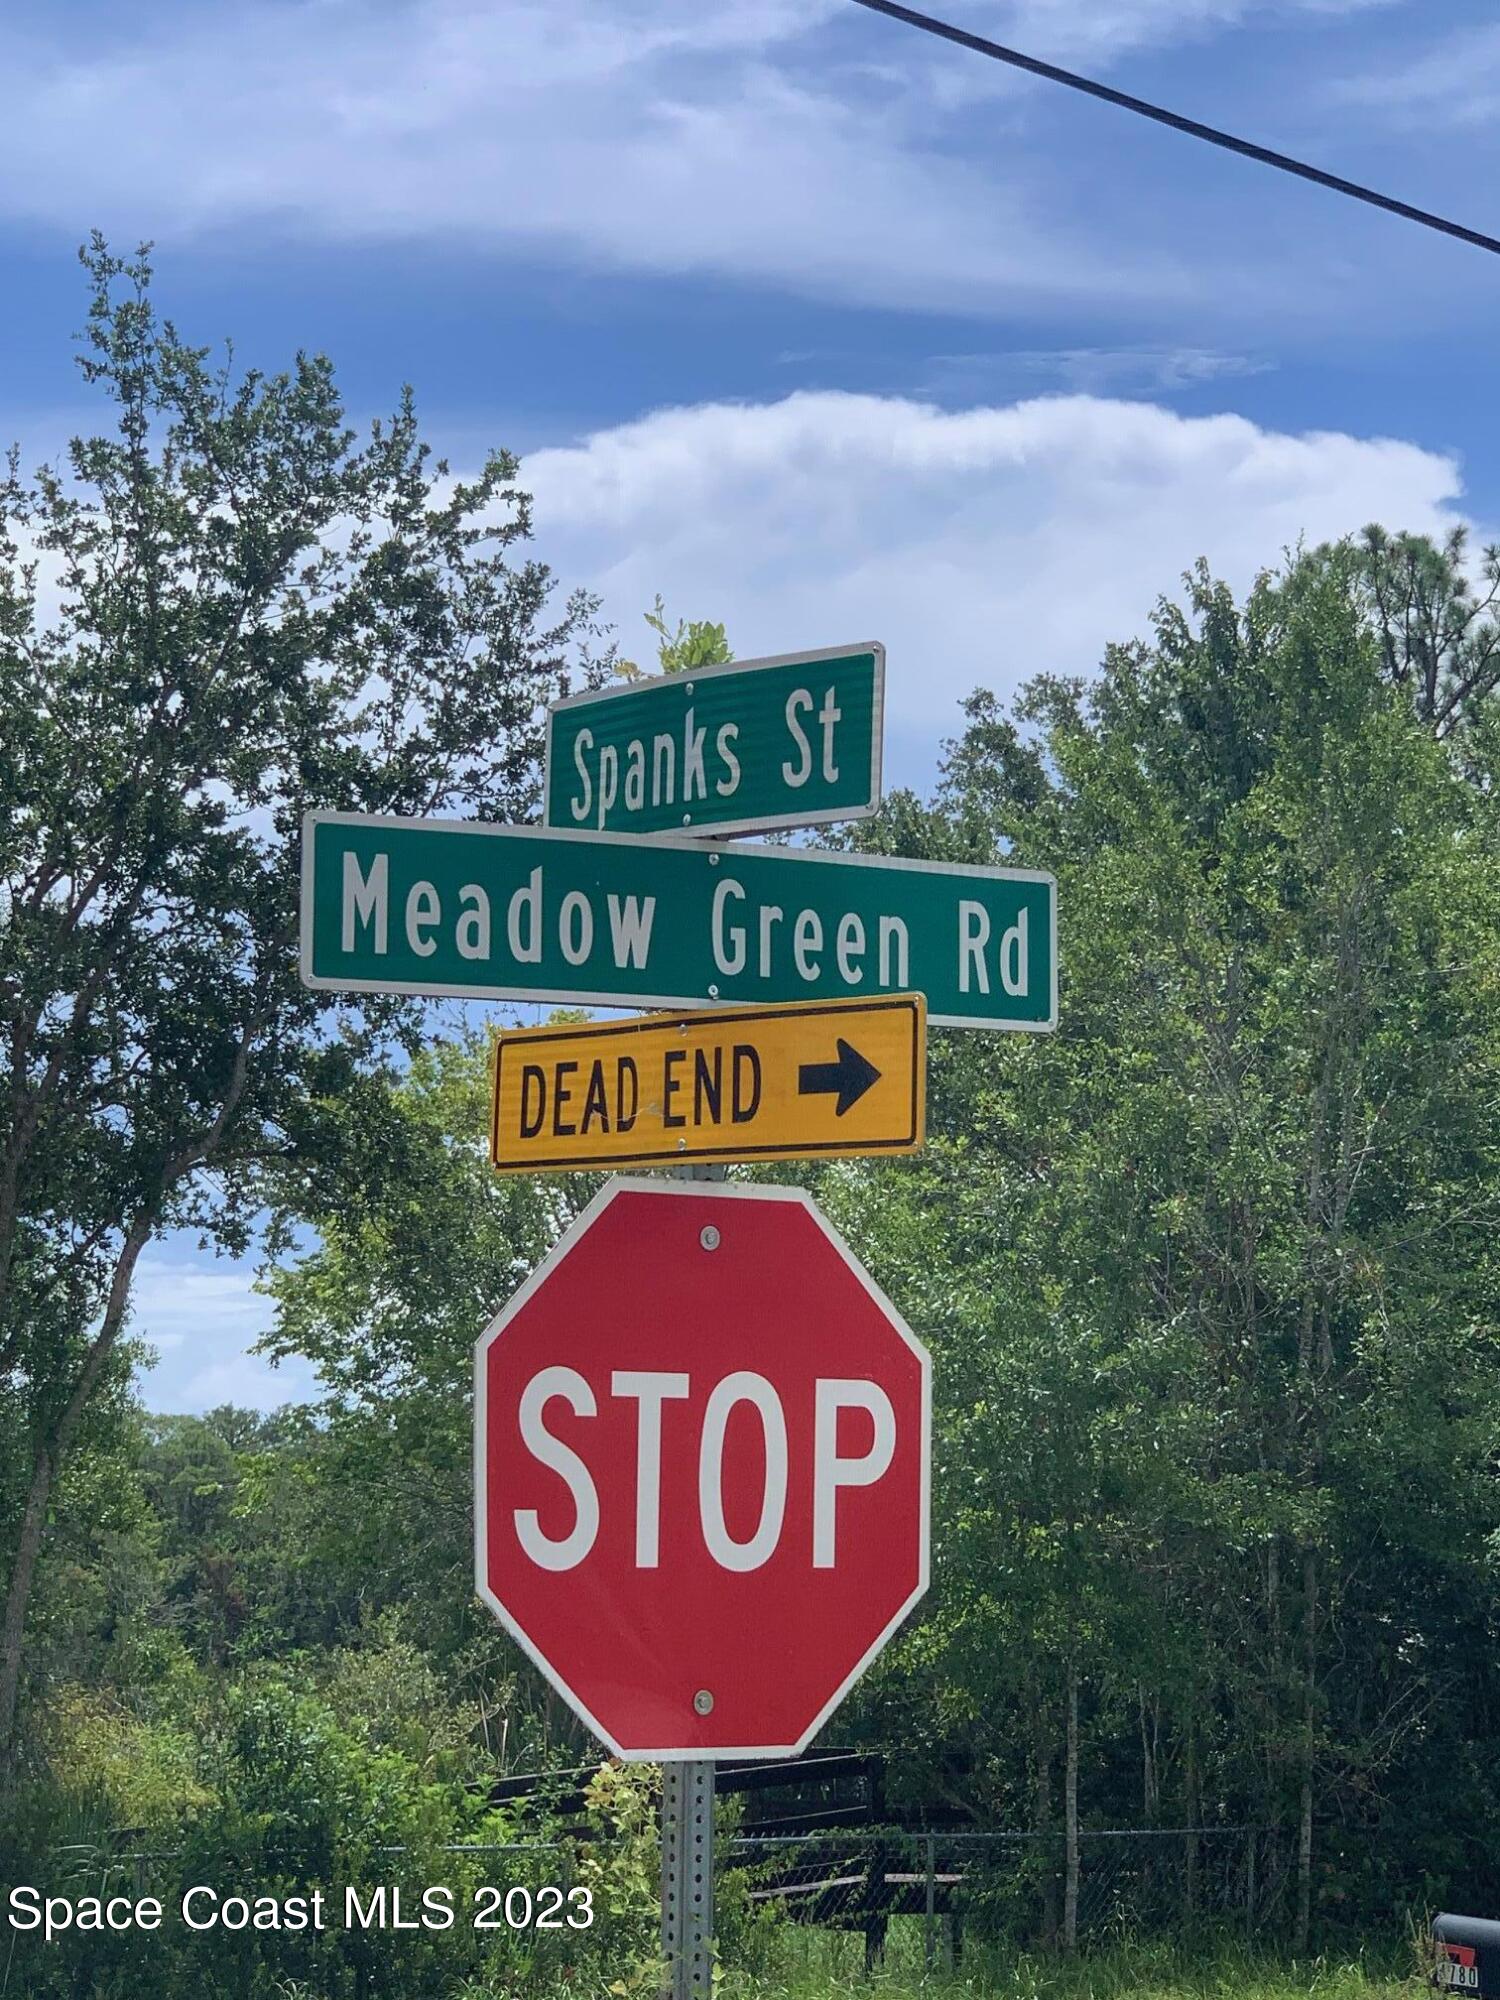 Spanks St
Meadow Green Rd
DEAD END
STOP
Space Coast MLS 2023